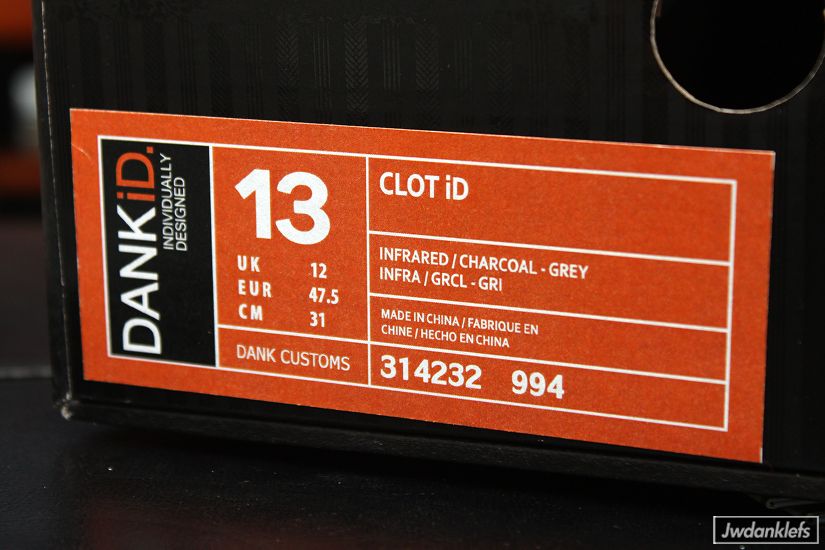 DANKiD.
INDIVIDUALLY
DESIGNED
13
UK 12
EUR 47.5
CM 31
DANK CUSTOMS
CLOT iD
INFRARED / CHARCOAL - GREY
INFRA / GRCL - GRI
MADE IN CHINA / FABRIQUE EN
CHINE / HECHO EN CHINA
314232 994
Jwdanklefs